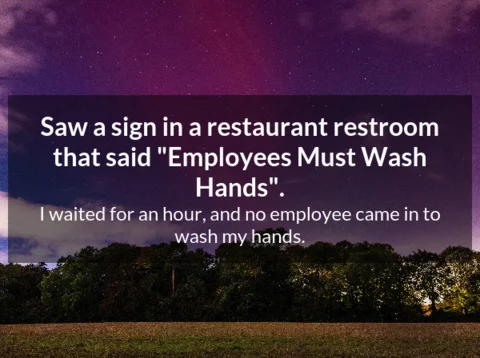 Saw a sign in a restaurant restroom
that said "Employees Must Wash
Hands".
I waited for an hour, and no employee came in to
wash my hands.